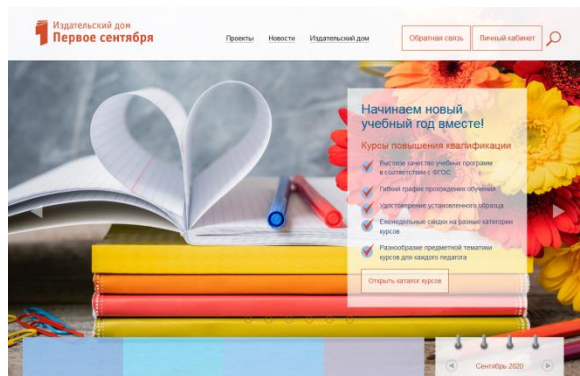 Издательский дом
Первое сентября
Проекты Новости Издательский дом Обратная связь Личный кабинет
Начинаем новый
учебный год вместе!
Курсы повышения квалификации
Высокое качество учебных программ
в соответствии с ФГОС
Гибкий график прохождения обучения
Удостоверение установленного образца
Еженедельные скидки на разные категории
курсов
Разнообразие предметной тематики
курсов для каждого педагога
Открыть каталог курсов
Сентябрь 2020